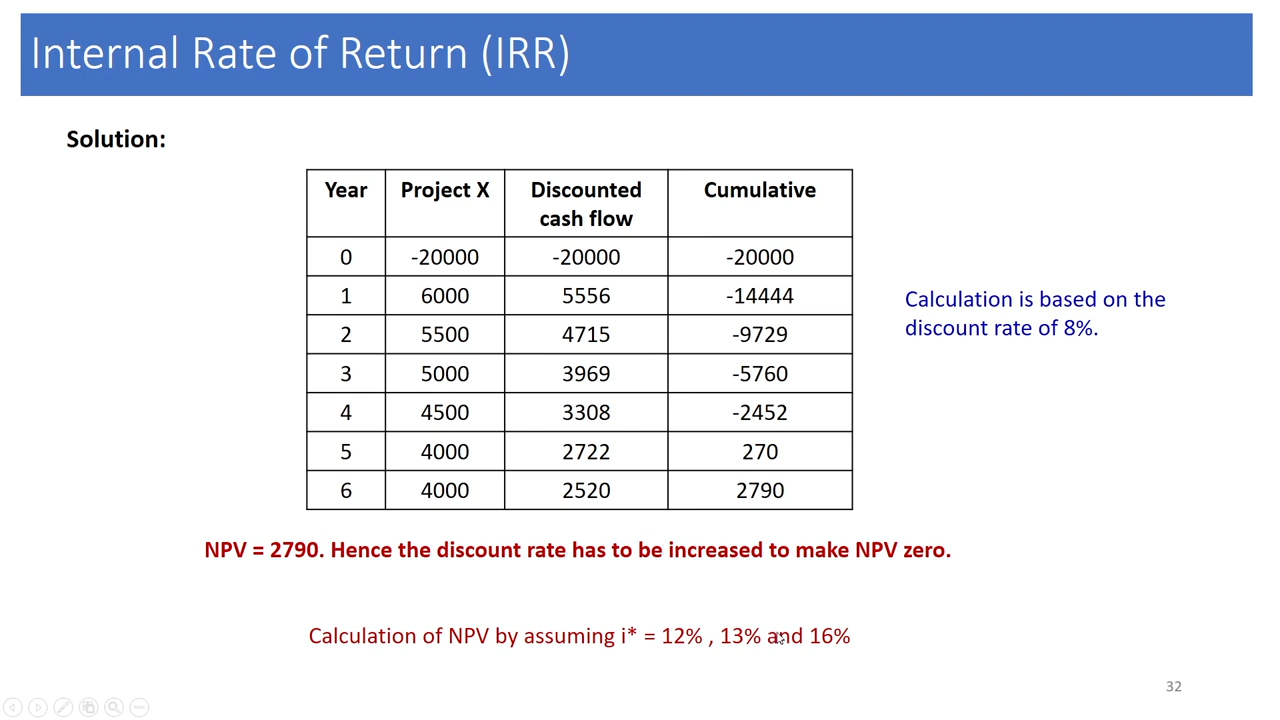 Internal Rate of Return (IRR)
Solution:
Year Project X Discounted cash flow Cumulative
0 -20000 -20000 -20000
1 6000 5556 -14444
2 5500 4715 -9729
3 5000 3969 -5760
4 4500 3308 -2452
5 4000 2722 270
6 4000 2520 2790
Calculation is based on the
discount rate of 8%.
NPV = 2790. Hence the discount rate has to be increased to make NPV zero.
Calculation of NPV by assuming i* = 12% , 13% and 16%
32